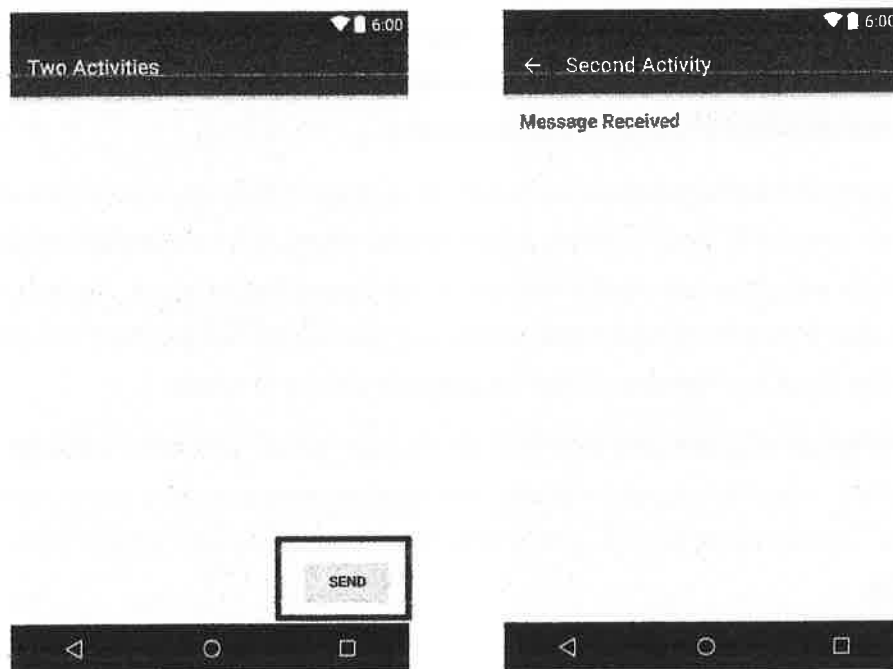 6:00
Two Activities
SEND
6:00
Second Activity
Message Received